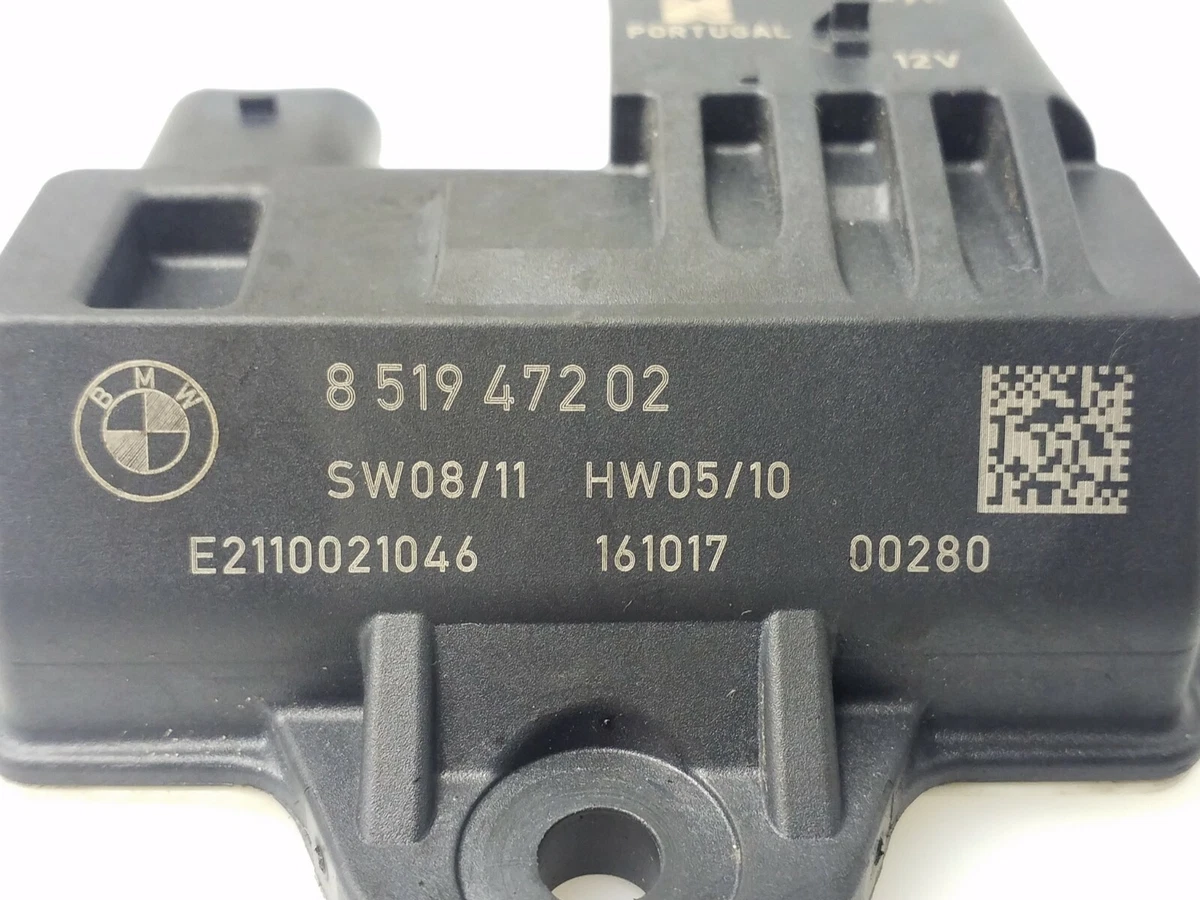 PORTUGAL
12V
BMW
8 519 472 02
SW08/11 HW05/10
E2110021046 161017 00280